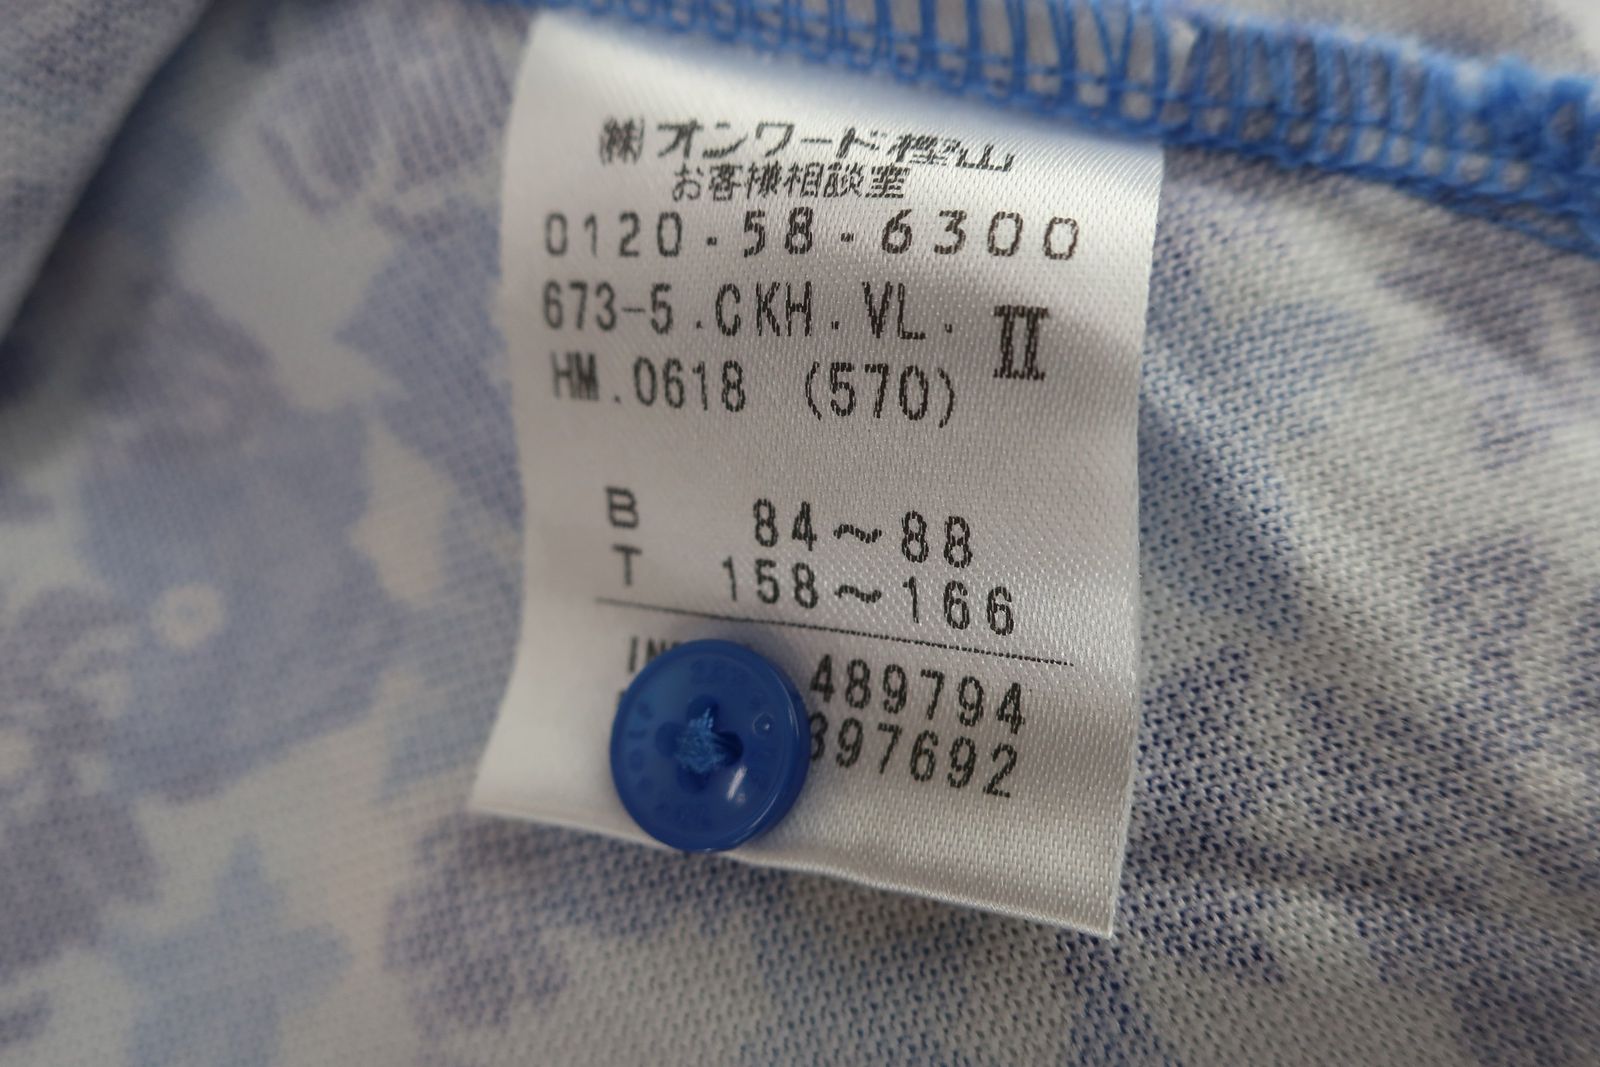 (株)オンワード樫山
お客様相談室
0120-58-6300
673-5.CKH.VL. II
HM.0618 (570)
B 84~88
T 158~166
489794
397692